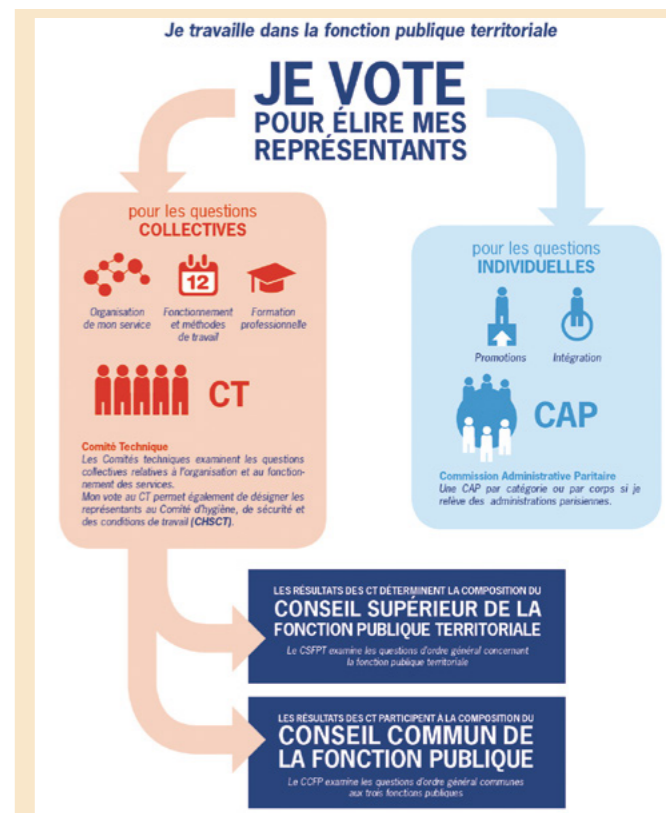 Je travaille dans la fonction publique territoriale
JE VOTE
POUR ÉLIRE MES
REPRÉSENTANTS
pour les questions
COLLECTIVES
12
Organisation
de mon service
Fonctionnement
et méthodes
de travail
Formation
professionnelle
CT
Comité Technique
Les Comités techniques examinent les questions
collectives relatives à l'organisation et au fonction-
nement des services.
Mon vote au CT permet également de désigner les
représentants au Comité d'hygiène, de sécurité et
des conditions de travail (CHSCT).
pour les questions
INDIVIDUELLES
Promotions
Intégration
CAP
Commission Administrative Paritaire
Une CAP par catégorie ou par corps si je
relève des administrations parisiennes.
LES RÉSULTATS DES CT DÉTERMINENT LA COMPOSITION DU
CONSEIL SUPÉRIEUR DE LA
FONCTION PUBLIQUE TERRITORIALE
Le CSFPT examine les questions d'ordre général concernant
la fonction publique territoriale
LES RÉSULTATS DES CT PARTICIPENT À LA COMPOSITION DU
CONSEIL COMMUN DE
LA FONCTION PUBLIQUE
Le CCFP examine les questions d'ordre général communes
aux trois fonctions publiques